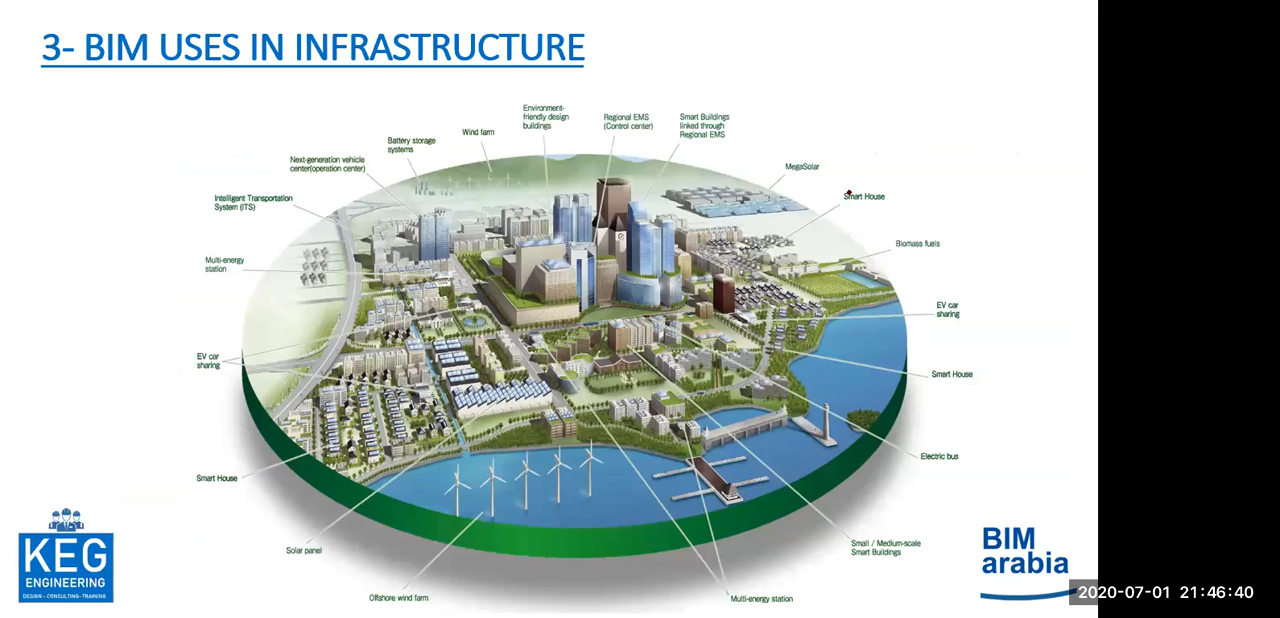 3- BIM USES IN INFRASTRUCTURE
Environment-
friendly design
buildings
Regional EMS
(Control center)
Smart Buildings
linked through
Regional EMS
Wind farm
Battery storage
systems
Next-generation vehicle
center(operation center)
MegaSolar
Intelligent Transportation
System (ITS)
Smart House
Biomass fuels
Multi-energy
station
EV car
sharing
EV car
sharing
Smart House
Electric bus
Smart House
Solar panel
Small / Medium-scale
Smart Buildings
Offshore wind farm
Multi-energy station
KEG
ENGINEERING
DESIGN - CONSULTING - TRAINING
BIM
arabia
2020-07-01 21:46:40